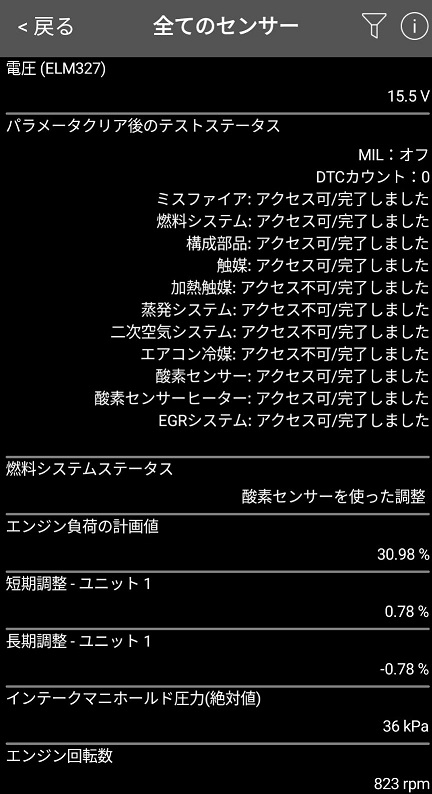 < 戻る 全てのセンサー
電圧 (ELM327)
15.5 V
パラメータクリア後のテストステータス
MIL：オフ
DTCカウント：0
ミスファイア: アクセス可/完了しました
燃料システム: アクセス可/完了しました
構成部品: アクセス可/完了しました
触媒: アクセス可/完了しました
加熱触媒: アクセス不可/完了しました
蒸発システム: アクセス不可/完了しました
二次空気システム: アクセス不可/完了しました
エアコン冷媒: アクセス不可/完了しました
酸素センサー: アクセス可/完了しました
酸素センサーヒーター: アクセス可/完了しました
EGRシステム: アクセス可/完了しました
燃料システムステータス
酸素センサーを使った調整
エンジン負荷の計画値
30.98 %
短期調整 - ユニット 1
0.78 %
長期調整 - ユニット 1
-0.78 %
インテークマニホールド圧力(絶対値)
36 kPa
エンジン回転数
823 rpm